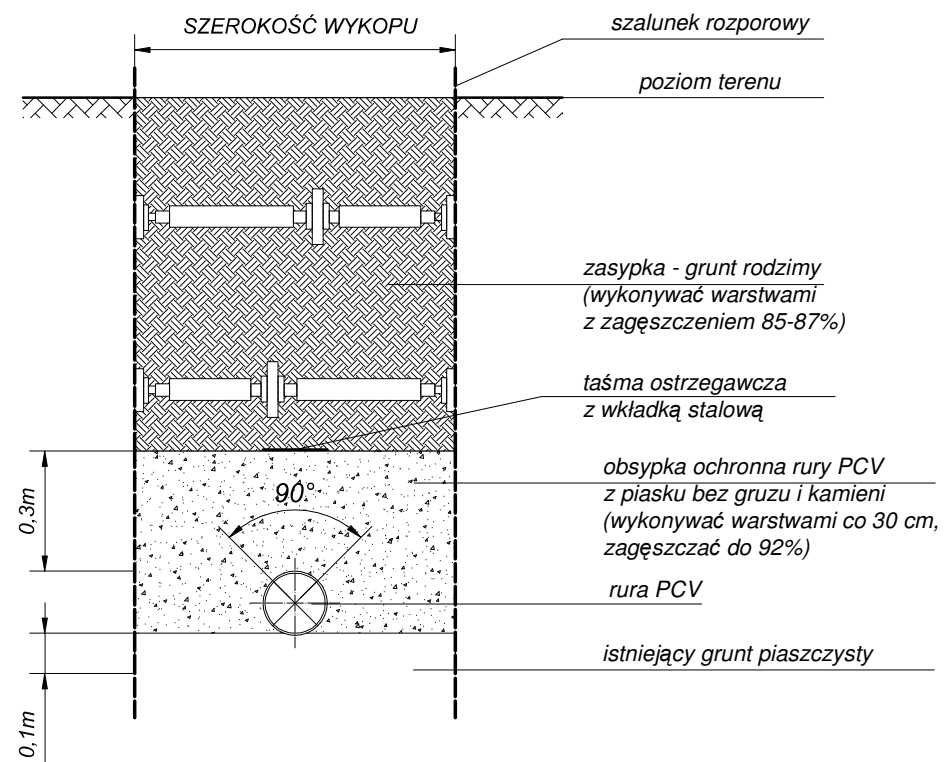 SZEROKOŚĆ WYKOPU
szalunek rozporowy
poziom terenu
zasypka - grunt rodzimy
(wykonywać warstwami
z zagęszczeniem 85-87%)
taśma ostrzegawcza
z wkładką stalową
0,3m
90°
obsypka ochronna rury PCV
z piasku bez gruzu i kamieni
(wykonywać warstwami co 30 cm,
zagęszczać do 92%)
rura PCV
istniejący grunt piaszczysty
0,1m